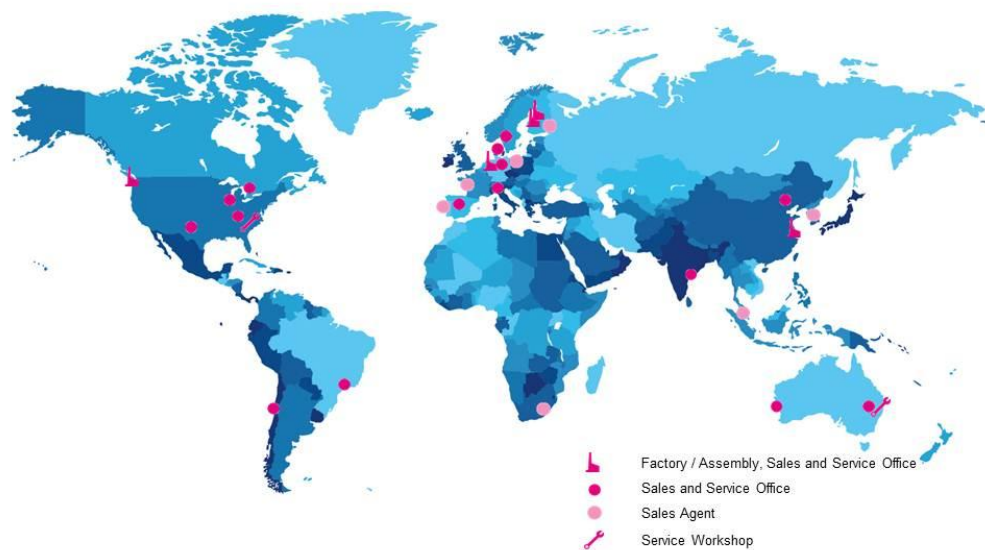 Factory / Assembly, Sales and Service Office
Sales and Service Office
Sales Agent
Service Workshop